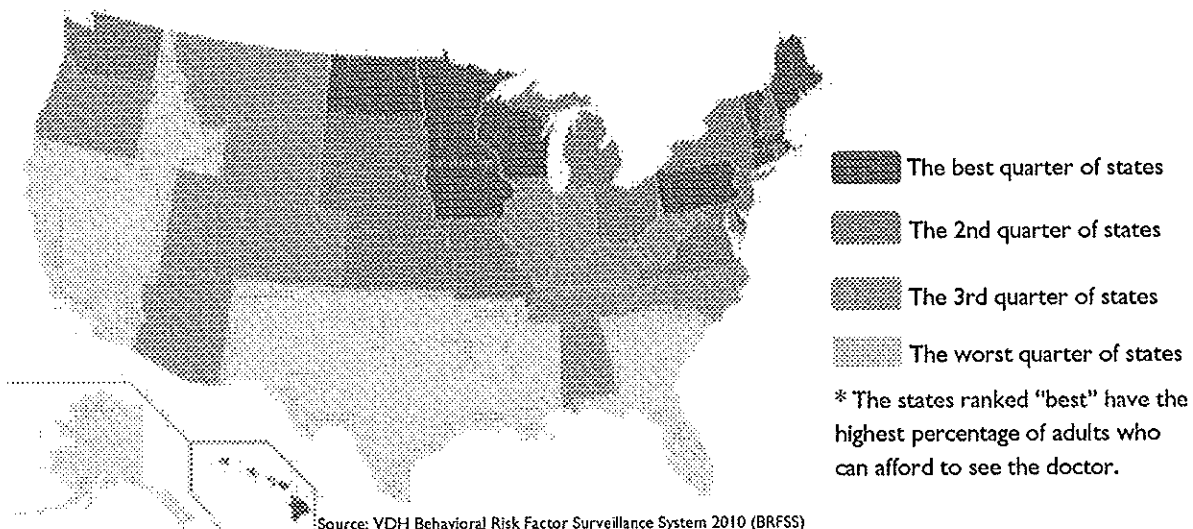 The best quarter of states
The 2nd quarter of states
The 3rd quarter of states
The worst quarter of states
* The states ranked “best” have the
highest percentage of adults who
can afford to see the doctor.
Source: VDH Behavioral Risk Factor Surveillance System 2010 (BRFSS)